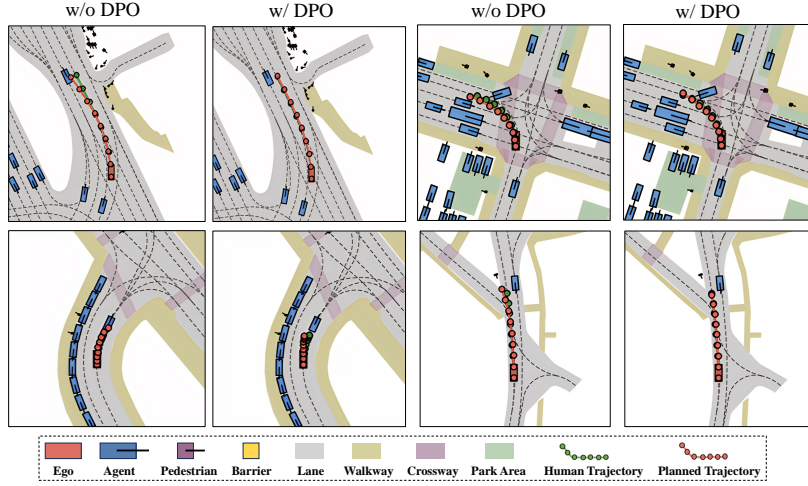 w/o DPO
w/ DPO
w/o DPO
w/ DPO
Ego
Agent
Pedestrian
Barrier
Lane
Walkway
Crossway
Park Area
Human Trajectory
Planned Trajectory